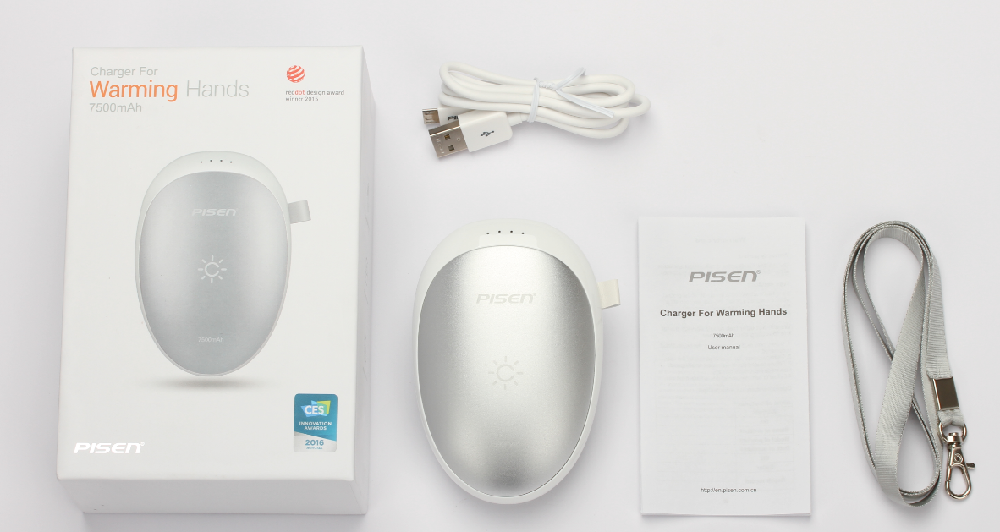 Charger For
Warming Hands
7500mAh
reddot design award
winner 2016
PISEN®
7500mAh
CES
INNOVATION
AWARDS
2016
PISEN®
PISEN®
PISEN®
Charger For Warming Hands
7500mAh
User manual
http://en.pisen.com.cn